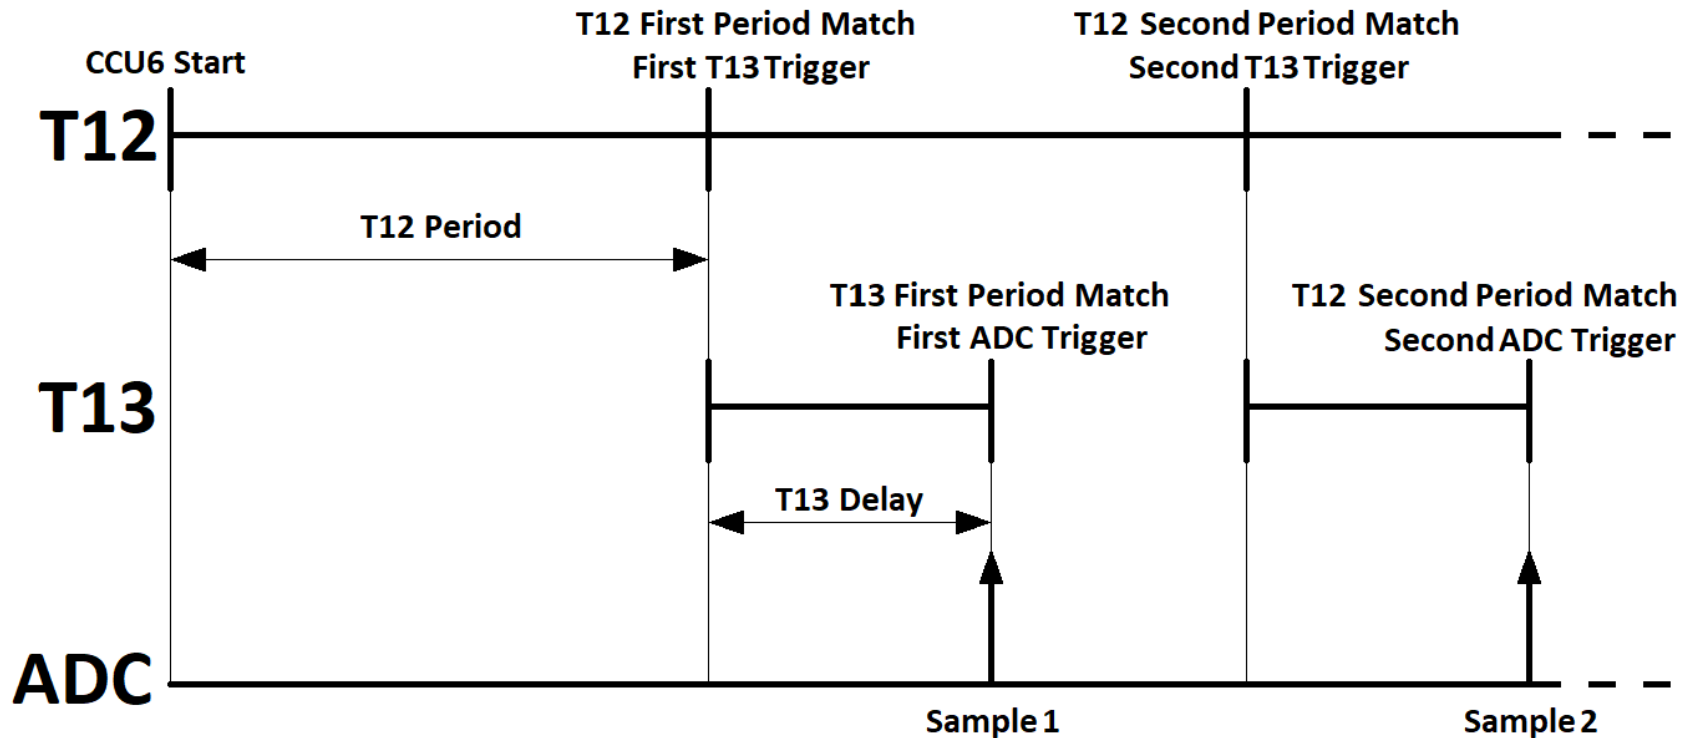 T12 First Period Match
First T13 Trigger
T12 Second Period Match
Second T13 Trigger
CCU6 Start
T12
T12 Period
T13 First Period Match
First ADC Trigger
T12 Second Period Match
Second ADC Trigger
T13
T13 Delay
ADC
Sample 1
Sample 2